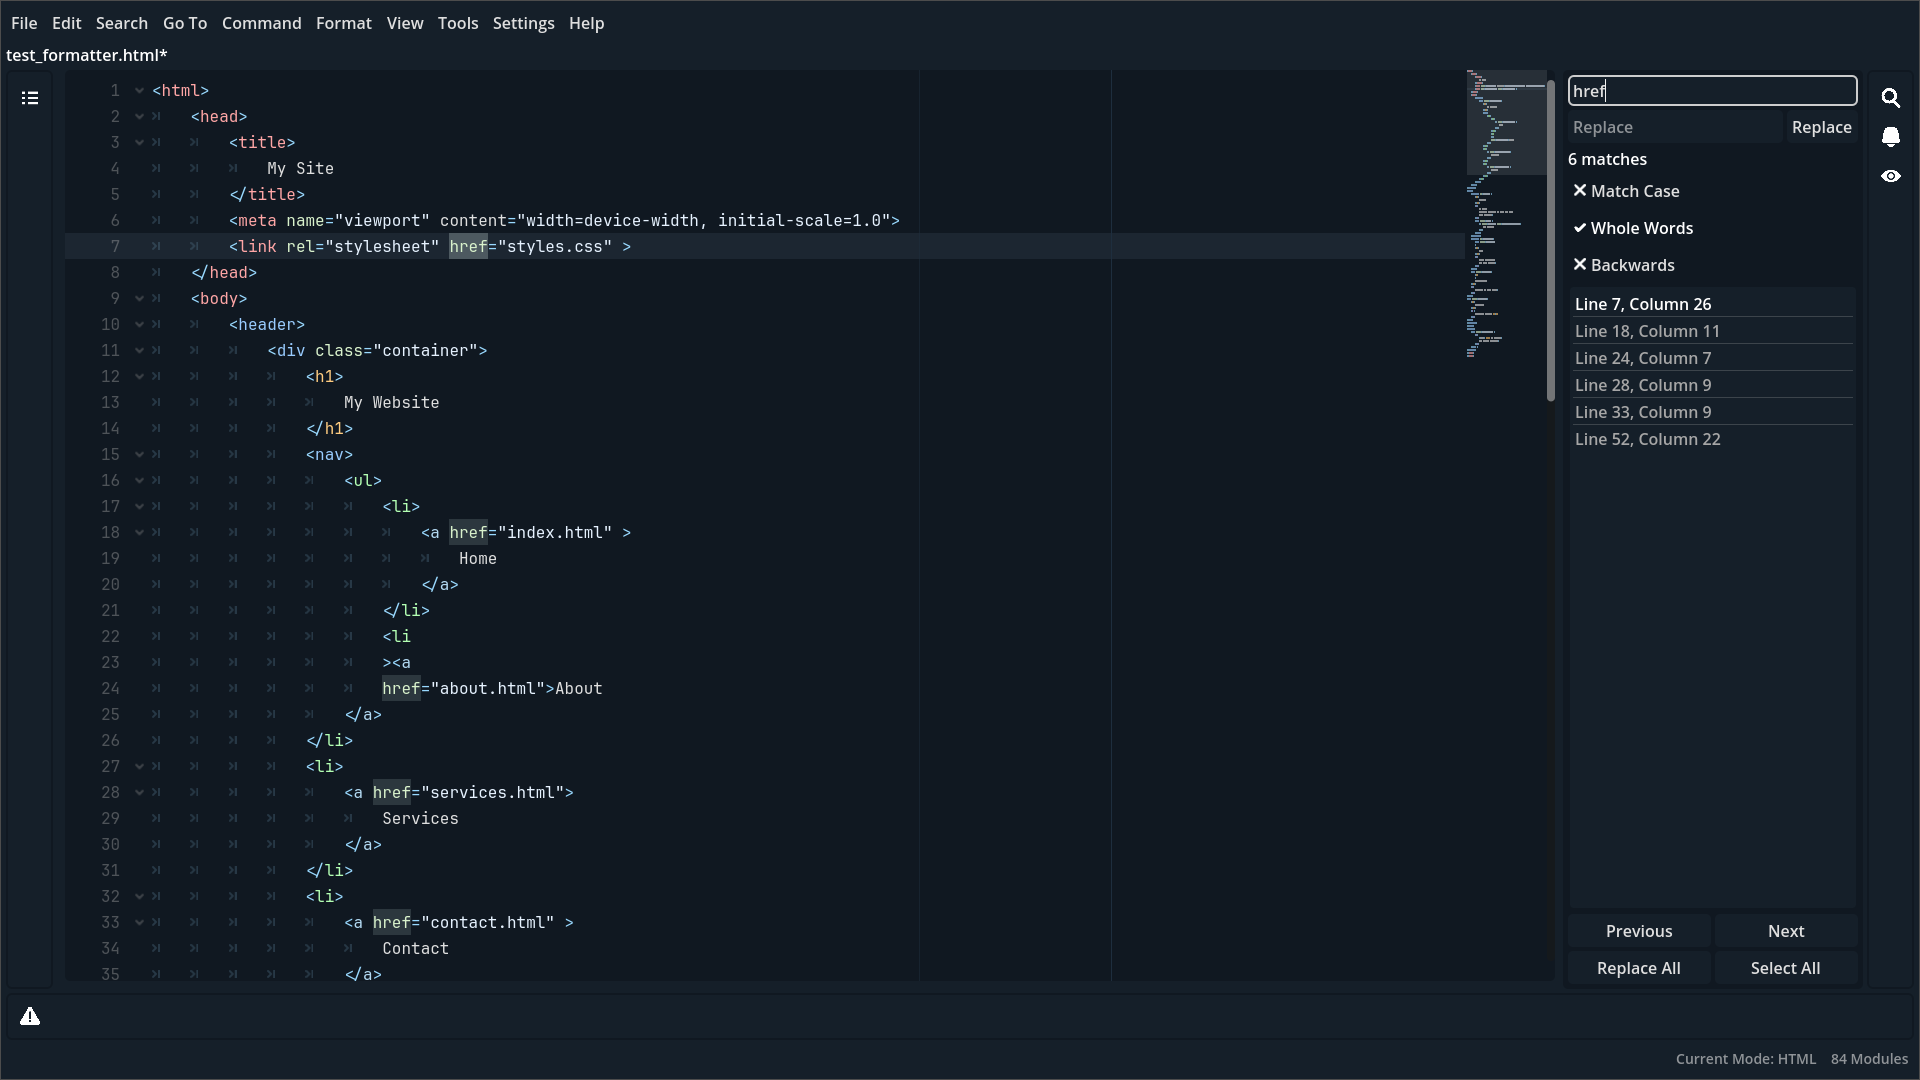 File Edit Search Go To Command Format View Tools Settings Help
test_formatter.html*
1 <html>
2 <head>
3 <title>
4 My Site
5 </title>
6 <meta name="viewport" content="width=device-width, initial-scale=1.0">
7 <link rel="stylesheet" href="styles.css" >
8 </head>
9 <body>
10 <header>
11 <div class="container">
12 <h1>
13 My Website
14 </h1>
15 <nav>
16 <ul>
17 <li>
18 <a href="index.html" >
19 Home
20 </a>
21 </li>
22 <li
23 ><a
24 href="about.html">About
25 </a>
26 </li>
27 <li>
28 <a href="services.html">
29 Services
30 </a>
31 </li>
32 <li>
33 <a href="contact.html" >
34 Contact
35 </a>
href
Replace Replace
6 matches
Match Case
Whole Words
Backwards
Line 7, Column 26
Line 18, Column 11
Line 24, Column 7
Line 28, Column 9
Line 33, Column 9
Line 52, Column 22
Previous Next
Replace All Select All
Current Mode: HTML 84 Modules